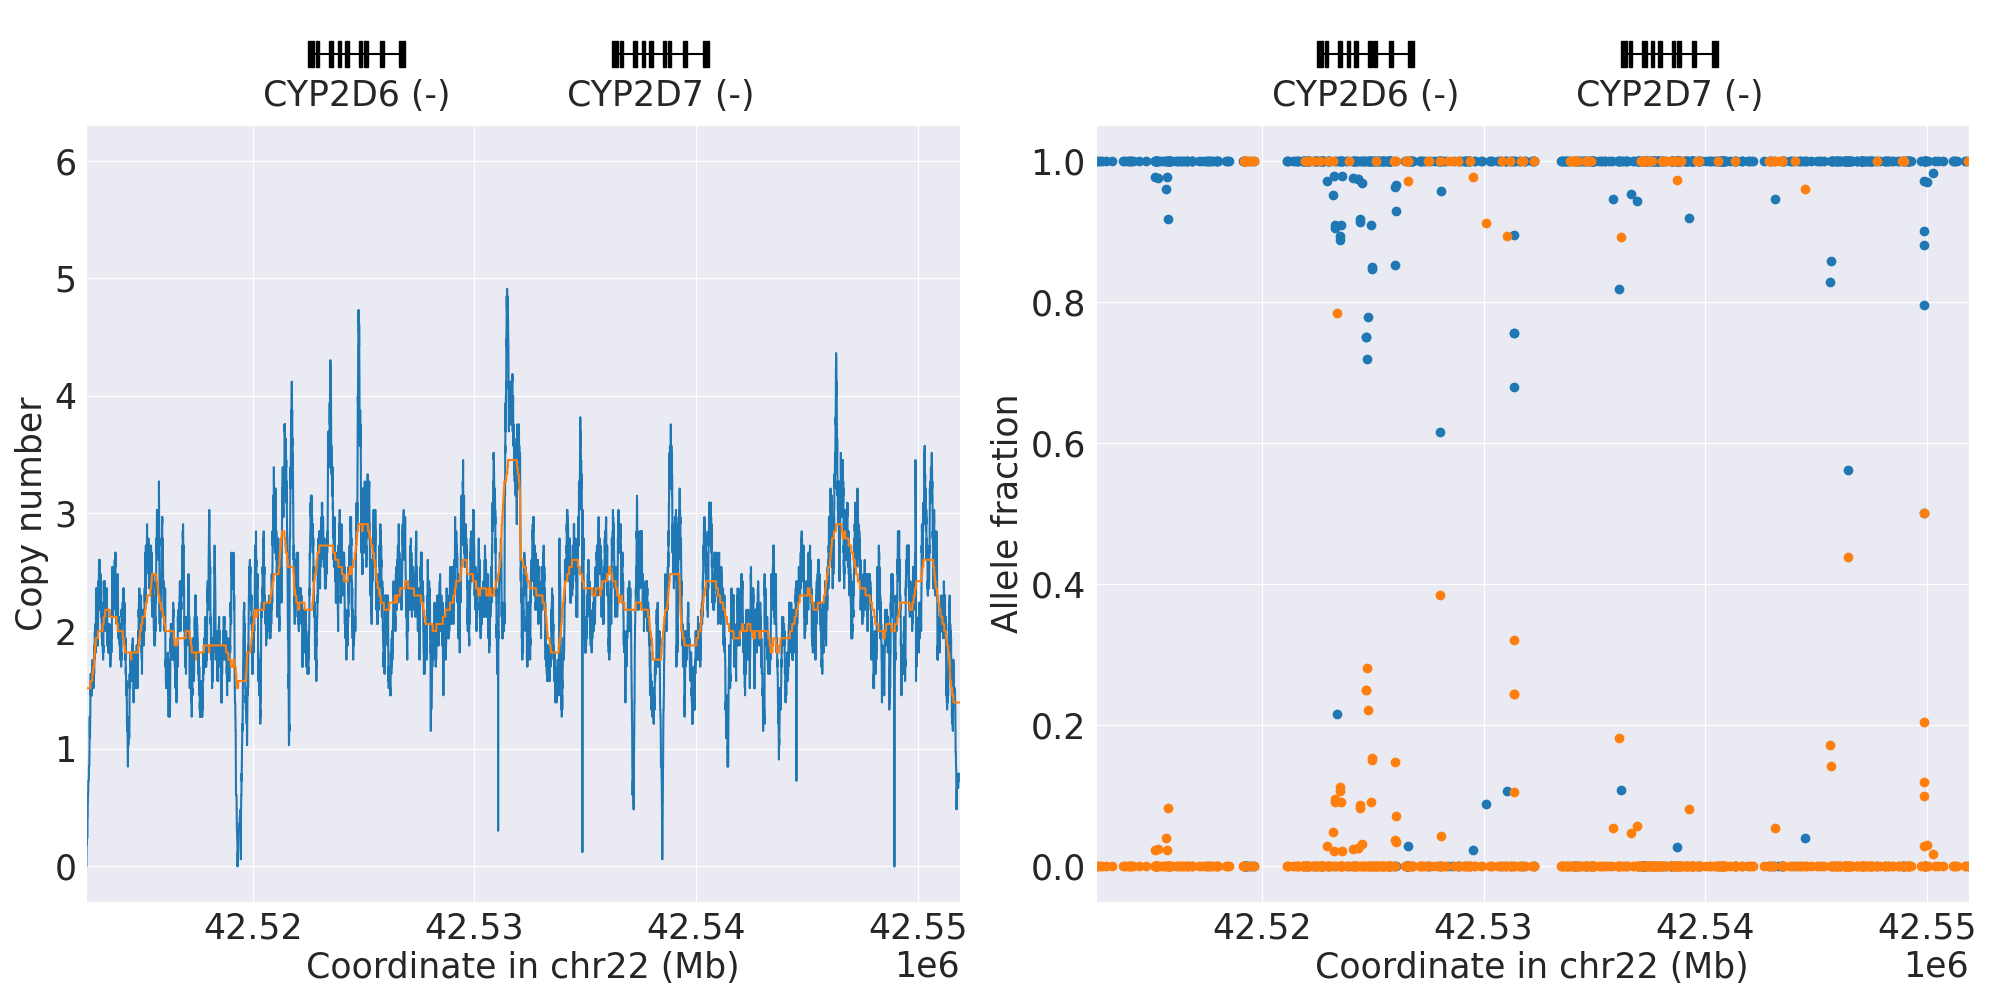 CYP2D6 (-) CYP2D7 (-)
6
5
4
3
2
1
0
Copy number
42.52 42.53 42.54 42.55
Coordinate in chr22 (Mb)
1e6
CYP2D6 (-) CYP2D7 (-)
1.0
0.8
0.6
0.4
0.2
0.0
Allele fraction
42.52 42.53 42.54 42.55
Coordinate in chr22 (Mb)
1e6